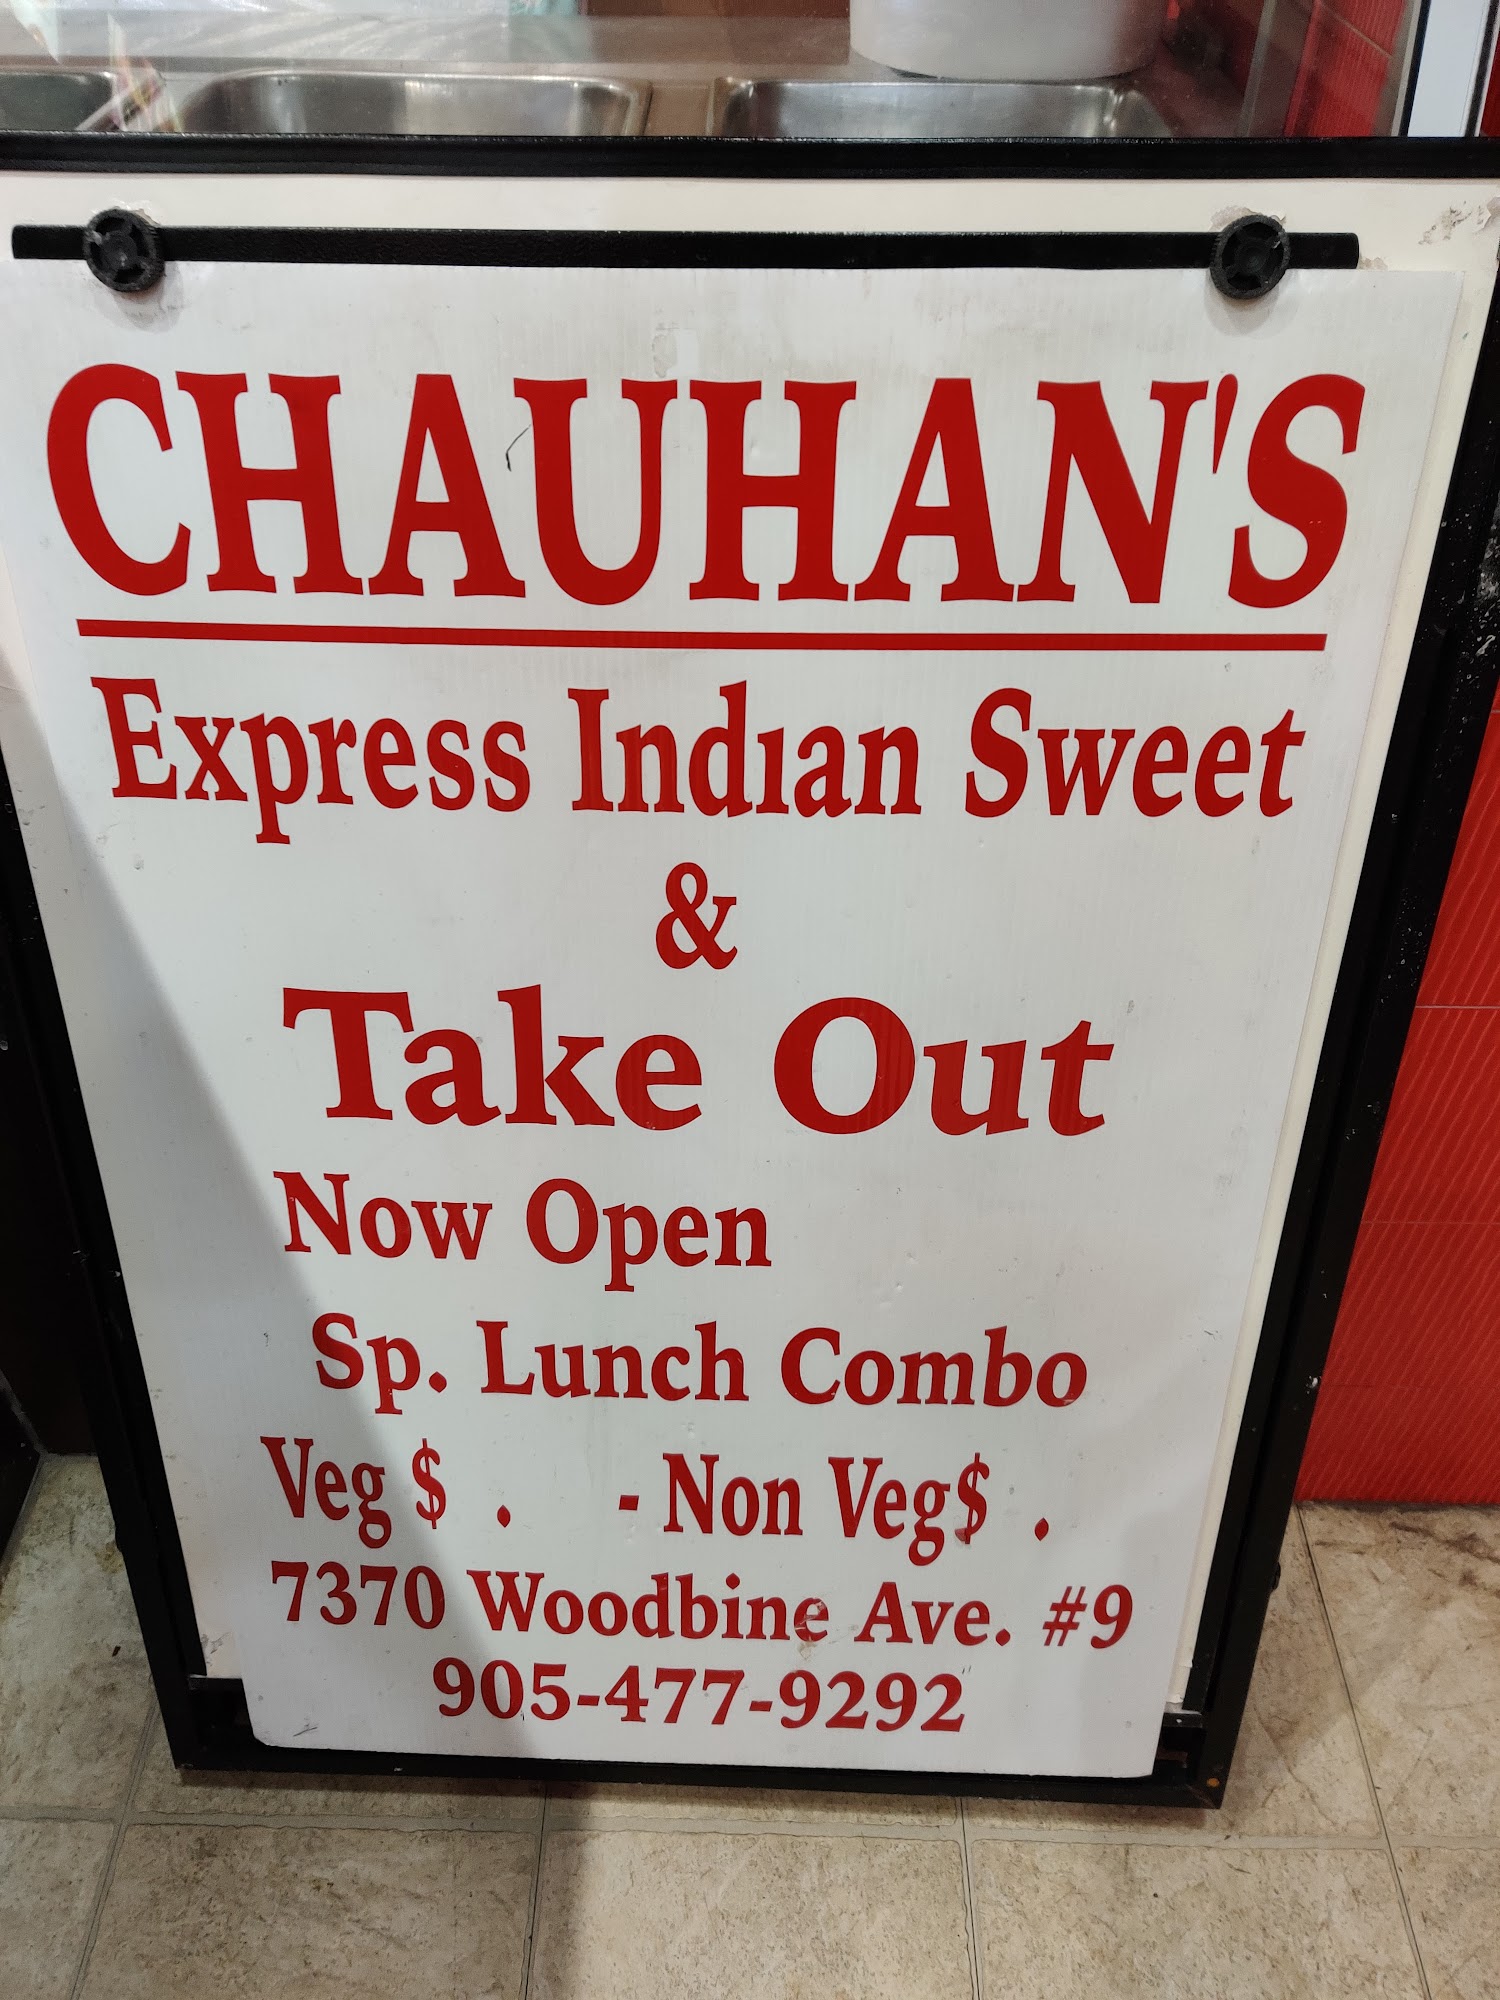 CHAUHAN'S
Express Indian Sweet
&
Take Out
Now Open
Sp. Lunch Combo
Veg $ . - Non Veg$ .
7370 Woodbine Ave. #9
905-477-9292